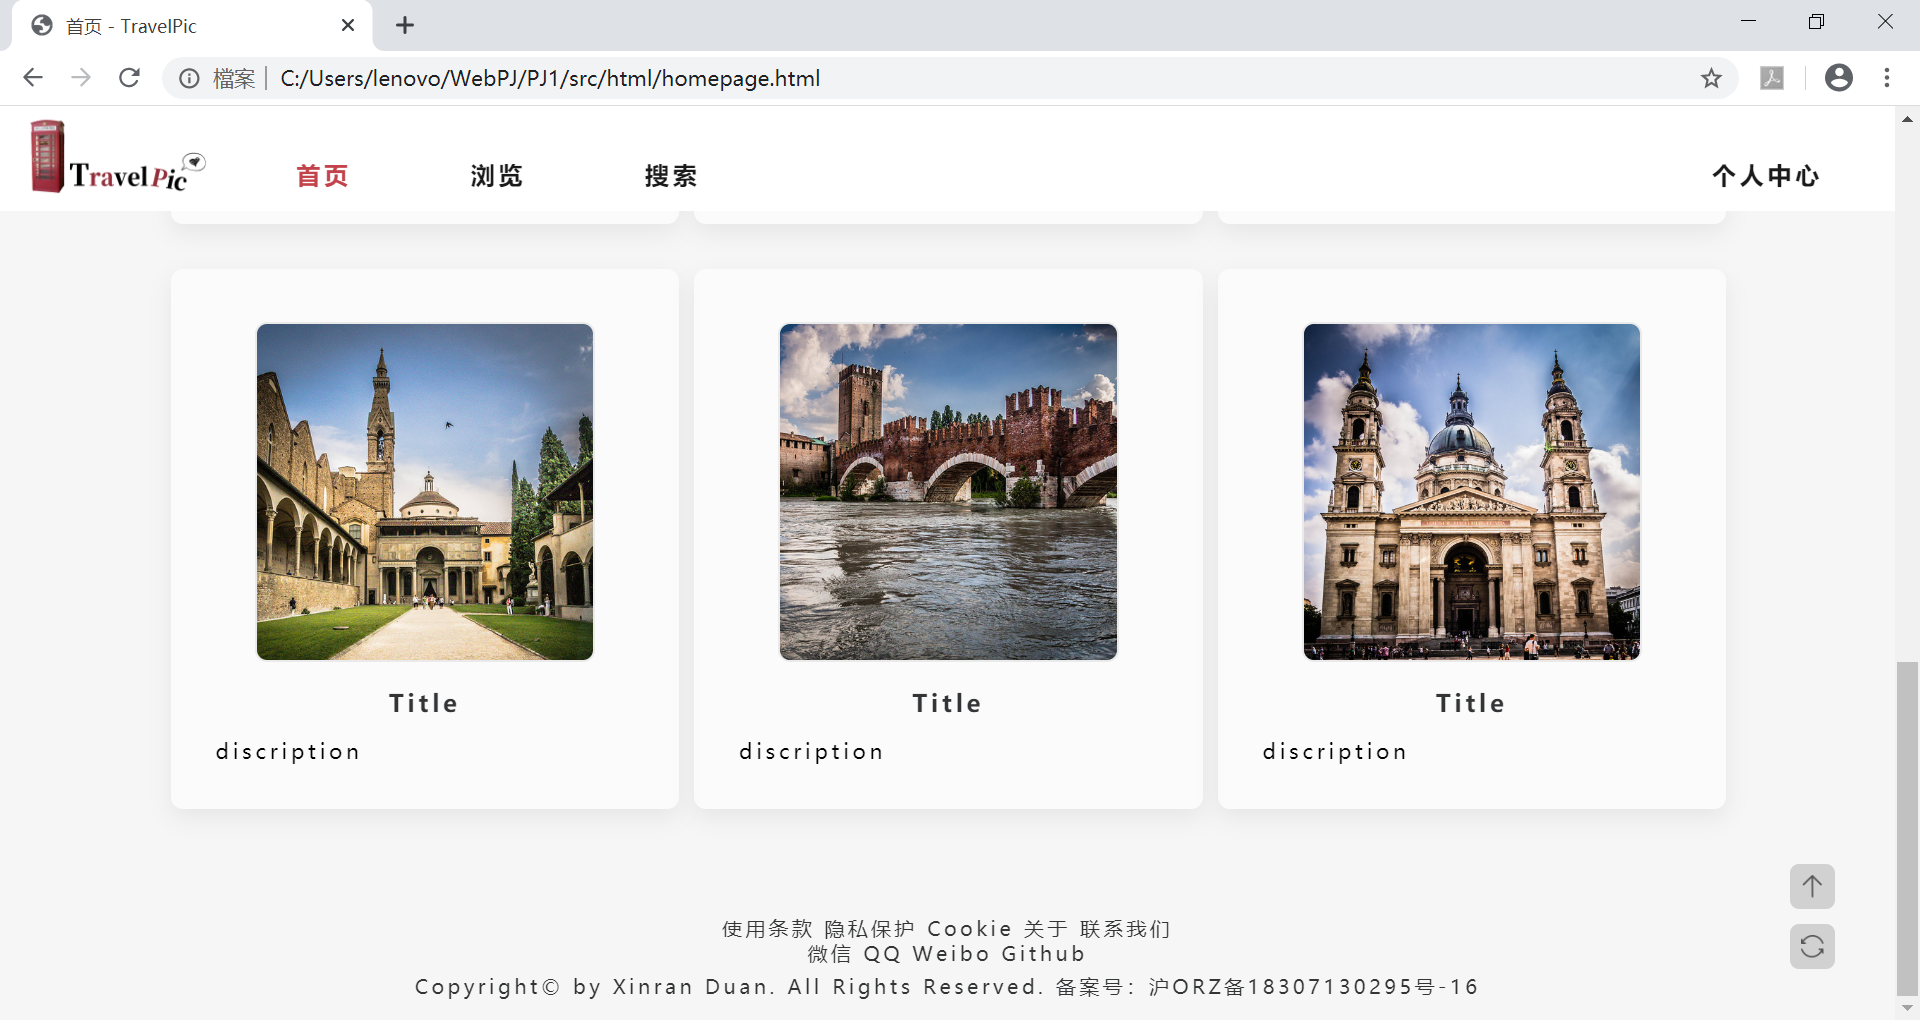 首页 - TravelPic
檔案 C:/Users/lenovo/WebPJ/PJ1/src/html/homepage.html
TravelPic 首页 浏览 搜索 个人中心
Title Title Title
discription discription discription
使用条款 隐私保护 Cookie 关于 联系我们
微信 QQ Weibo Github
Copyright© by Xinran Duan. All Rights Reserved. 备案号：沪ORZ备18307130295号-16